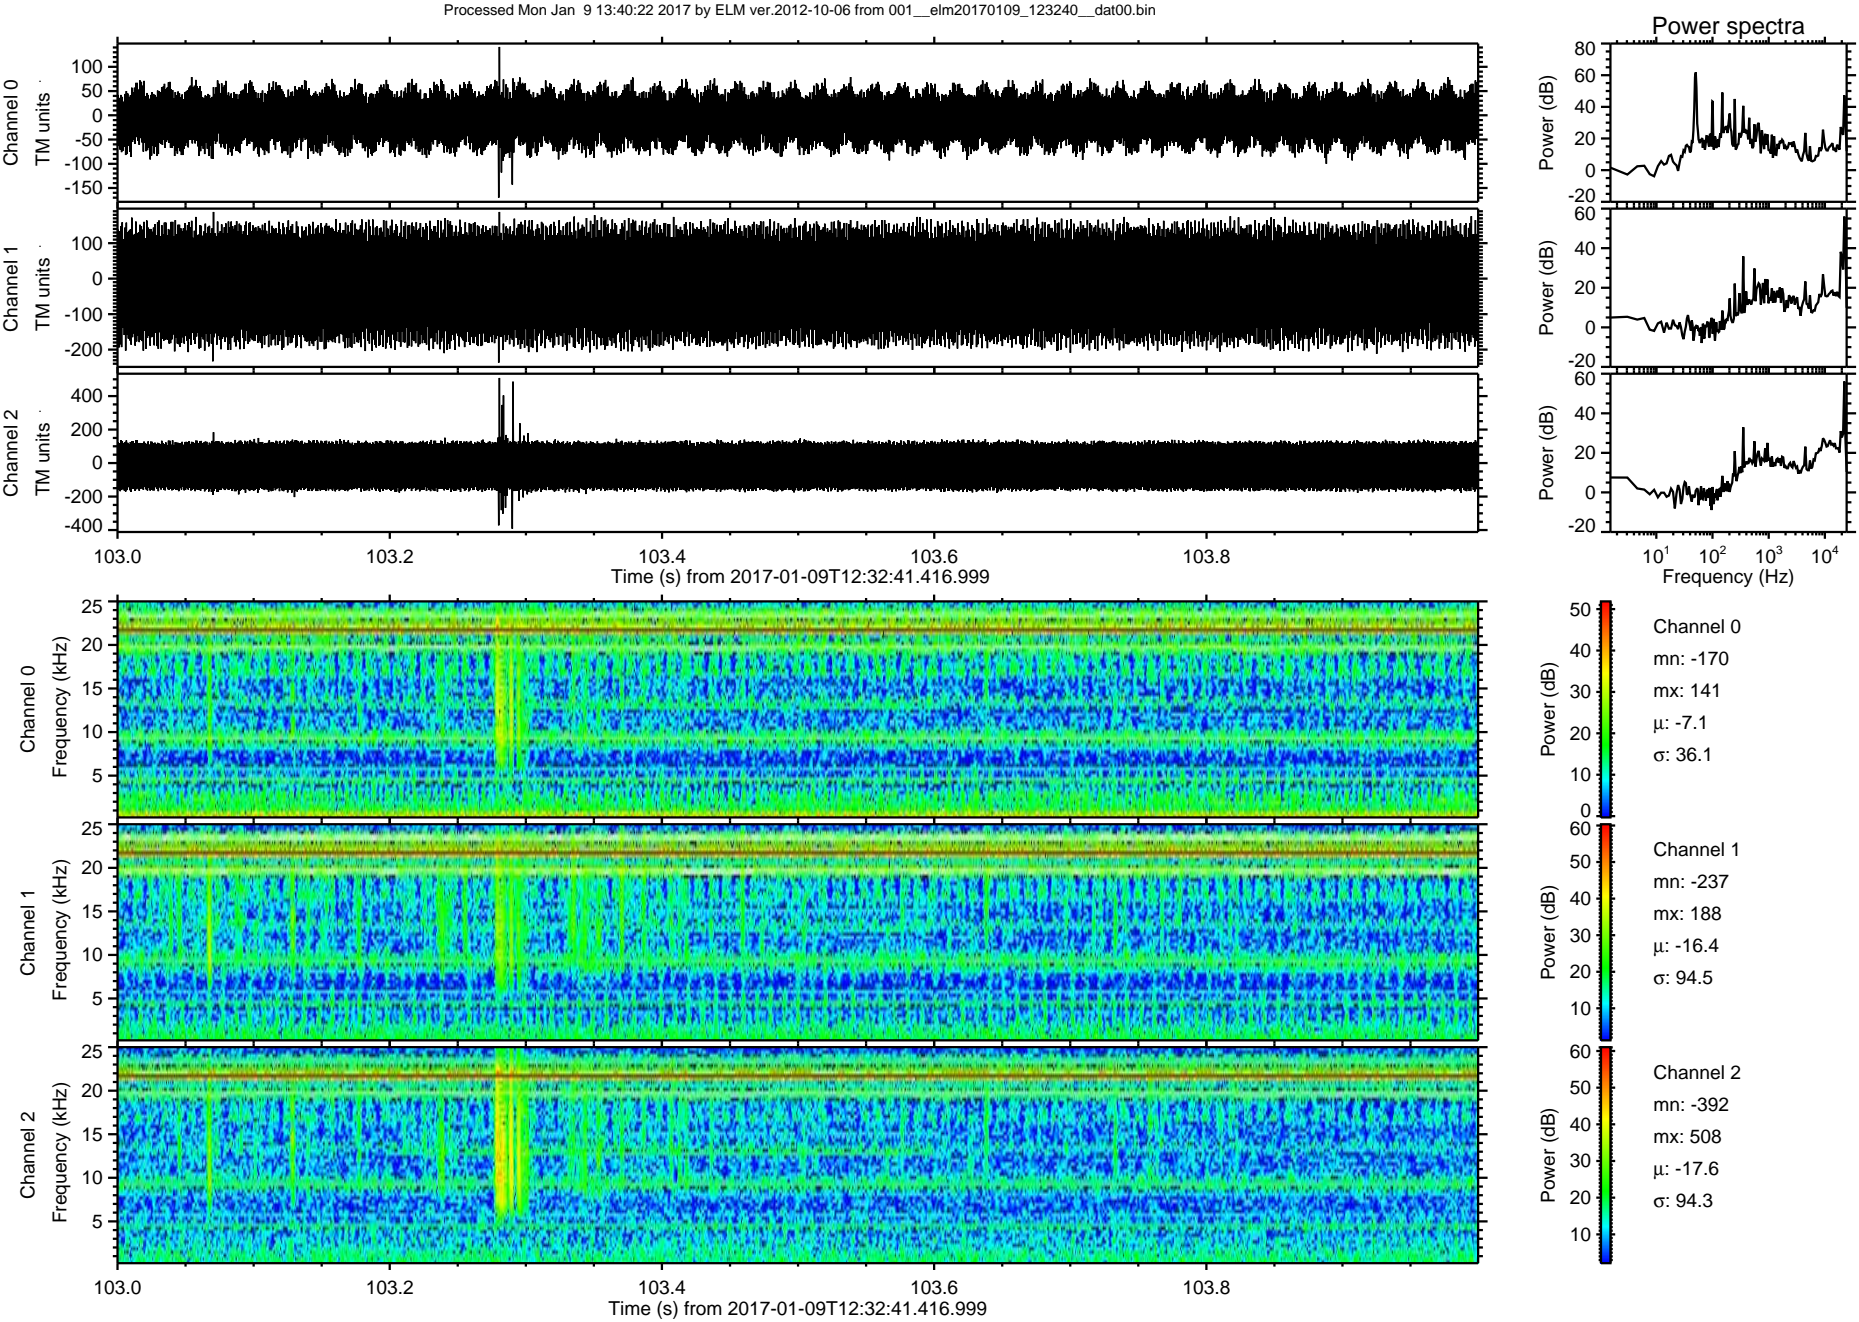 Processed Mon Jan  9 13:40:22 2017 by ELM ver.2012-10-06 from 001__elm20170109_123240__dat00.bin
Power spectra
Channel 0
TM units
100
50
0
-50
-100
-150
Power (dB)
80
60
40
20
0
-20
Channel 1
TM units
100
0
-100
-200
Power (dB)
60
40
20
0
-20
Channel 2
TM units
400
200
0
-200
-400
Power (dB)
60
40
20
0
-20
103.0 103.2 103.4 103.6 103.8
Time (s) from 2017-01-09T12:32:41.416.999
10^1 10^2 10^3 10^4
Frequency (Hz)
Channel 0
Frequency (kHz)
25
20
15
10
5
Power (dB)
50
40
30
20
10
0
Channel 0
mn: -170
mx: 141
μ: -7.1
σ: 36.1
Channel 1
Frequency (kHz)
25
20
15
10
5
Power (dB)
60
50
40
30
20
10
Channel 1
mn: -237
mx: 188
μ: -16.4
σ: 94.5
Channel 2
Frequency (kHz)
25
20
15
10
5
Power (dB)
60
50
40
30
20
10
Channel 2
mn: -392
mx: 508
μ: -17.6
σ: 94.3
103.0 103.2 103.4 103.6 103.8
Time (s) from 2017-01-09T12:32:41.416.999